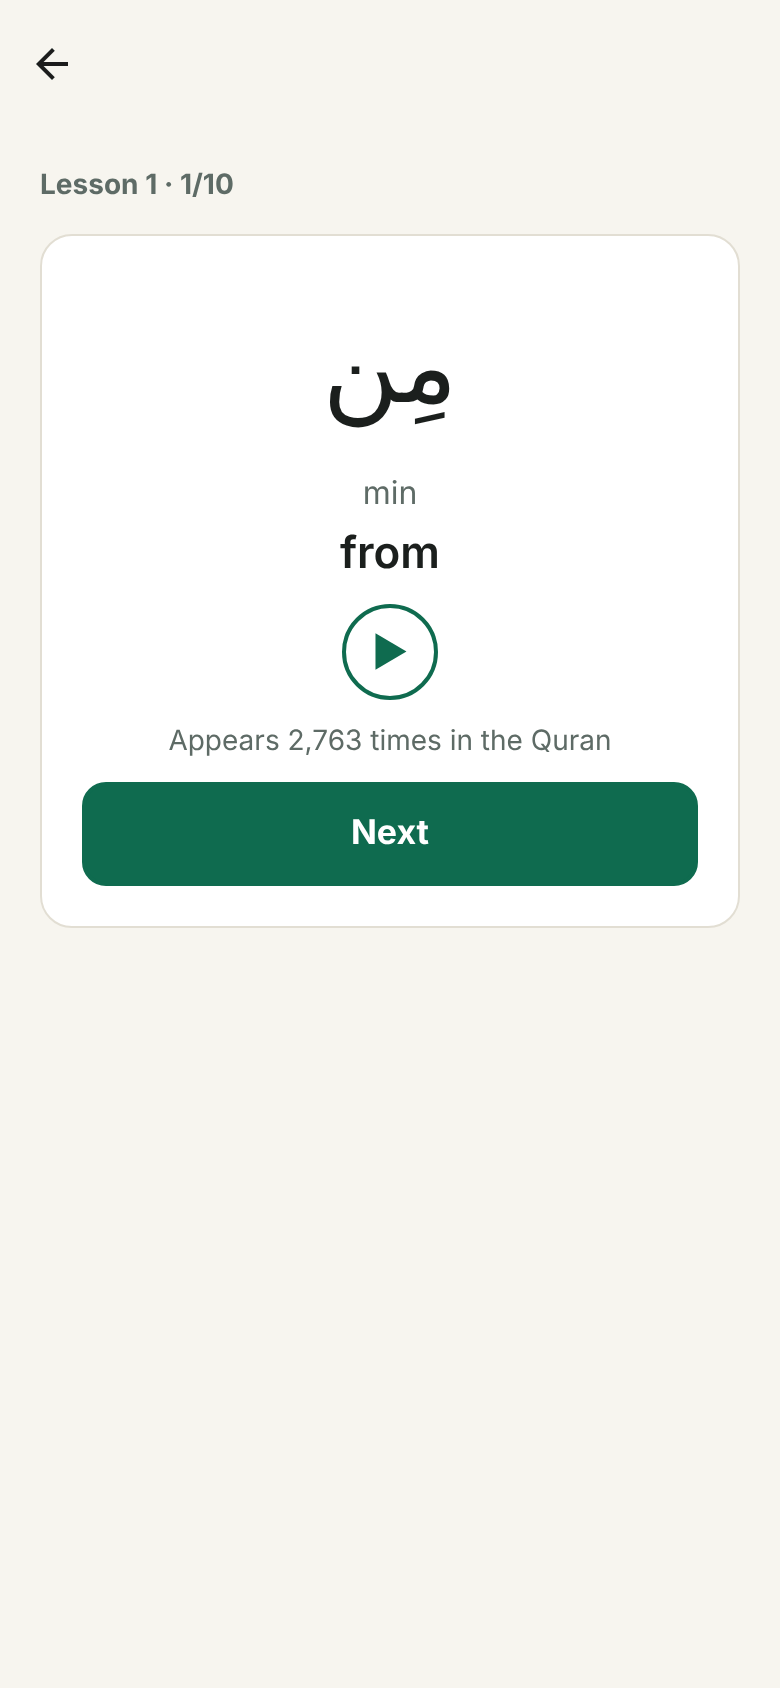 Lesson 1 · 1/10
مِن
min
from
Appears 2,763 times in the Quran
Next